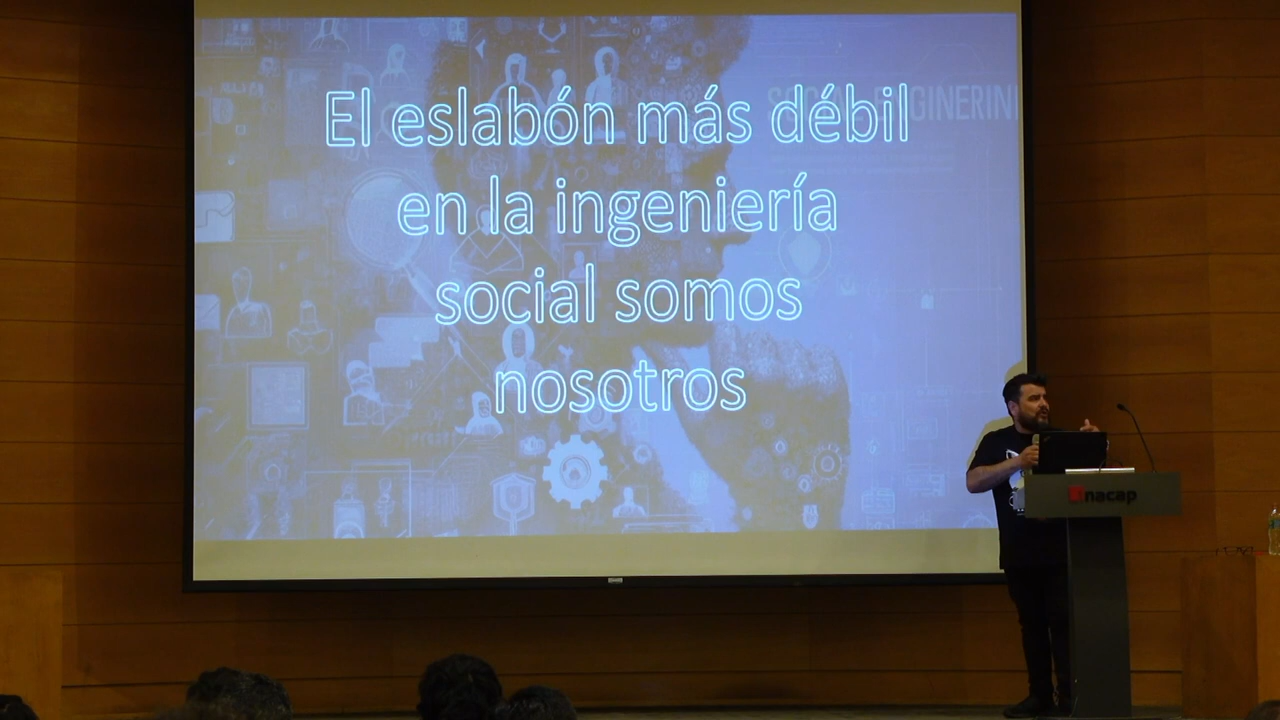 El eslabón más débil
en la ingeniería
social somos
nosotros
inacap